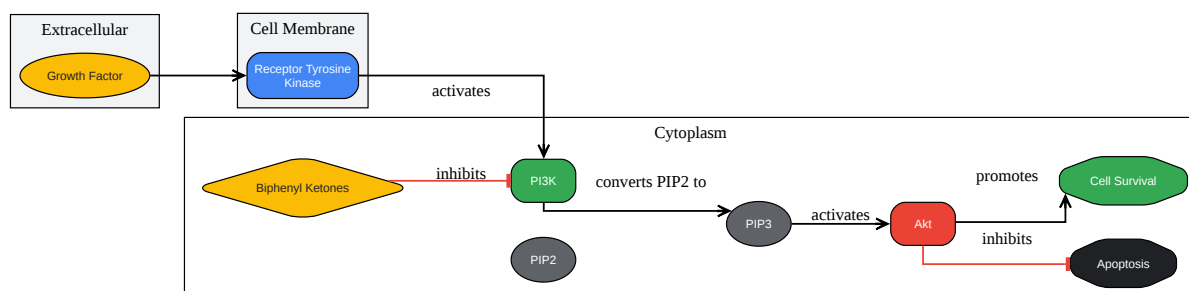 Extracellular
Growth Factor
Cell Membrane
Receptor Tyrosine
Kinase
activates
Cytoplasm
Biphenyl Ketones
inhibits
PI3K
converts PIP2 to
PIP2
PIP3
activates
Akt
promotes
Cell Survival
inhibits
Apoptosis